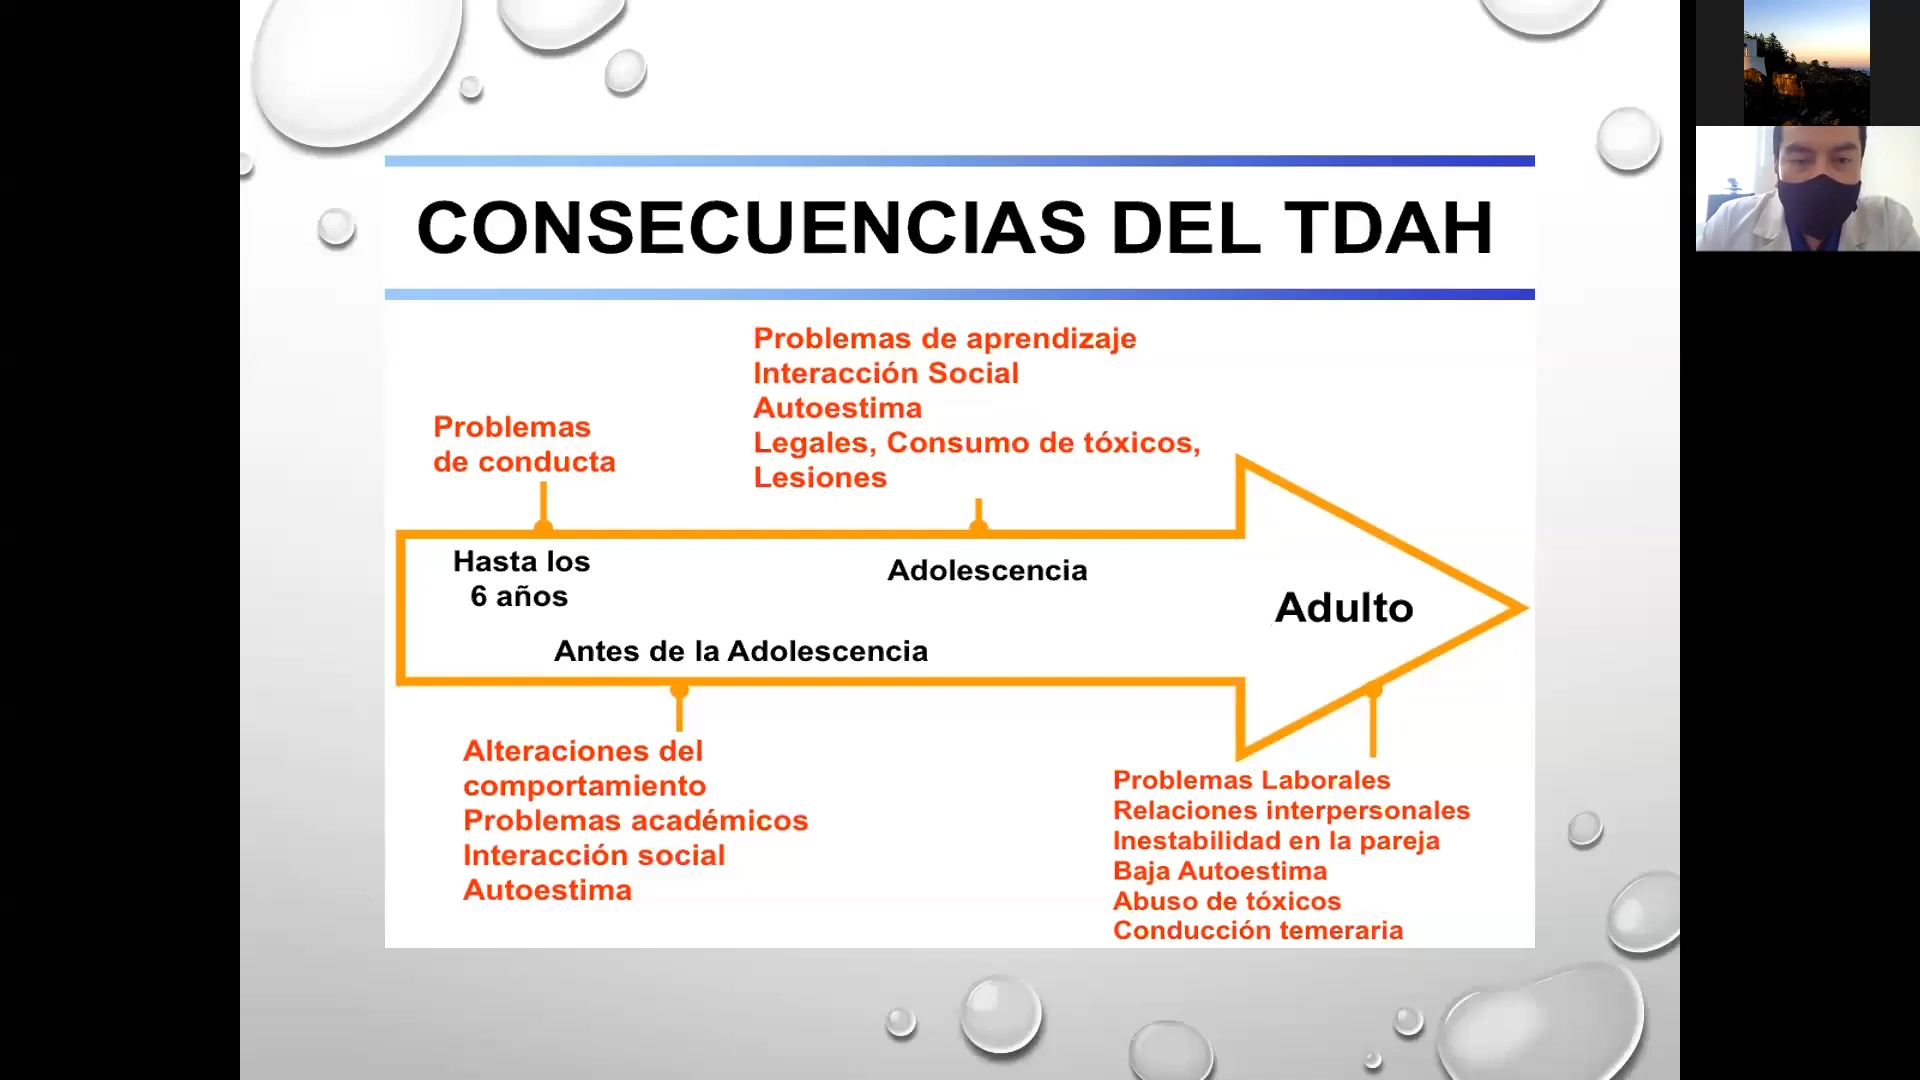 CONSECUENCIAS DEL TDAH
Problemas
de conducta
Problemas de aprendizaje
Interacción Social
Autoestima
Legales, Consumo de tóxicos,
Lesiones
Hasta los
6 años
Adolescencia
Antes de la Adolescencia
Adulto
Alteraciones del
comportamiento
Problemas académicos
Interacción social
Autoestima
Problemas Laborales
Relaciones interpersonales
Inestabilidad en la pareja
Baja Autoestima
Abuso de tóxicos
Conducción temeraria